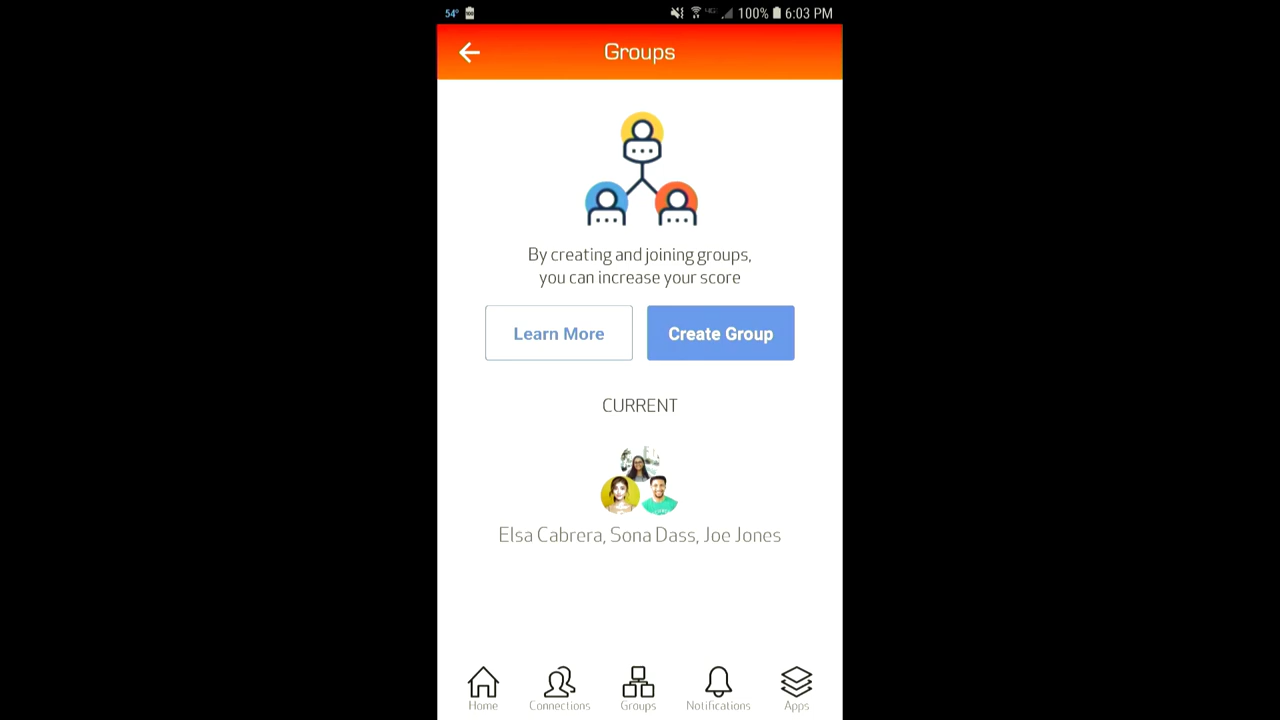 54° 100% 6:03 PM
Groups
By creating and joining groups,
you can increase your score
Learn More Create Group
CURRENT
Elsa Cabrera, Sona Dass, Joe Jones
Home Connections Groups Notifications Apps